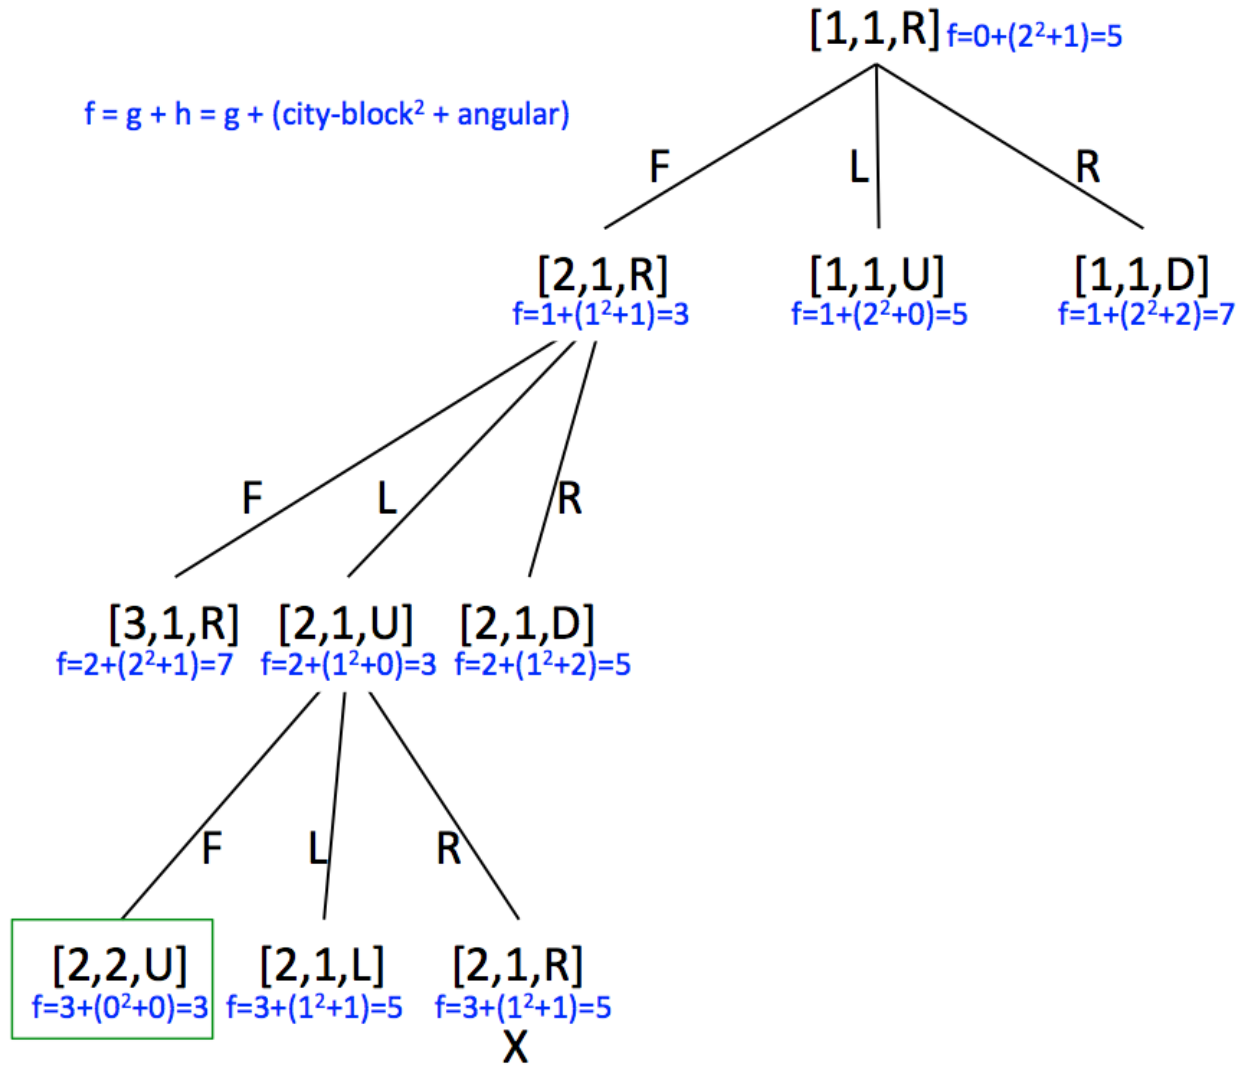 [1,1,R] f=0+(2²+1)=5
f = g + h = g + (city-block² + angular)
F L R
[2,1,R] [1,1,U] [1,1,D]
f=1+(1²+1)=3 f=1+(2²+0)=5 f=1+(2²+2)=7
F L R
[3,1,R] [2,1,U] [2,1,D]
f=2+(2²+1)=7 f=2+(1²+0)=3 f=2+(1²+2)=5
F L R
[2,2,U] [2,1,L] [2,1,R]
f=3+(0²+0)=3 f=3+(1²+1)=5 f=3+(1²+1)=5
X